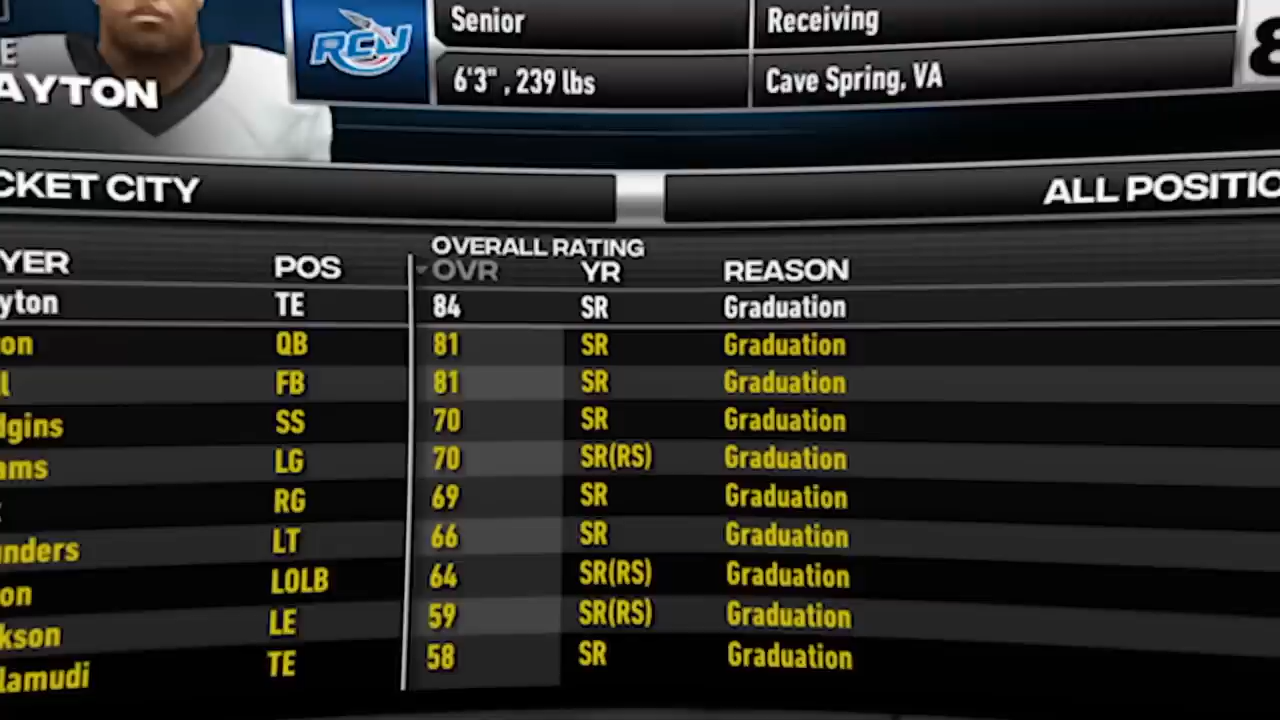 Senior Receiving
RCU 6'3", 239 lbs Cave Spring, VA
AYTON
CKET CITY ALL POSITIO
OVERALL RATING
YER POS OVR YR REASON
yton TE 84 SR Graduation
on QB 81 SR Graduation
l FB 81 SR Graduation
dgins SS 70 SR Graduation
ams LG 70 SR(RS) Graduation
RG 69 SR Graduation
unders LT 66 SR Graduation
on LOLB 64 SR(RS) Graduation
kson LE 59 SR(RS) Graduation
lamudi TE 58 SR Graduation